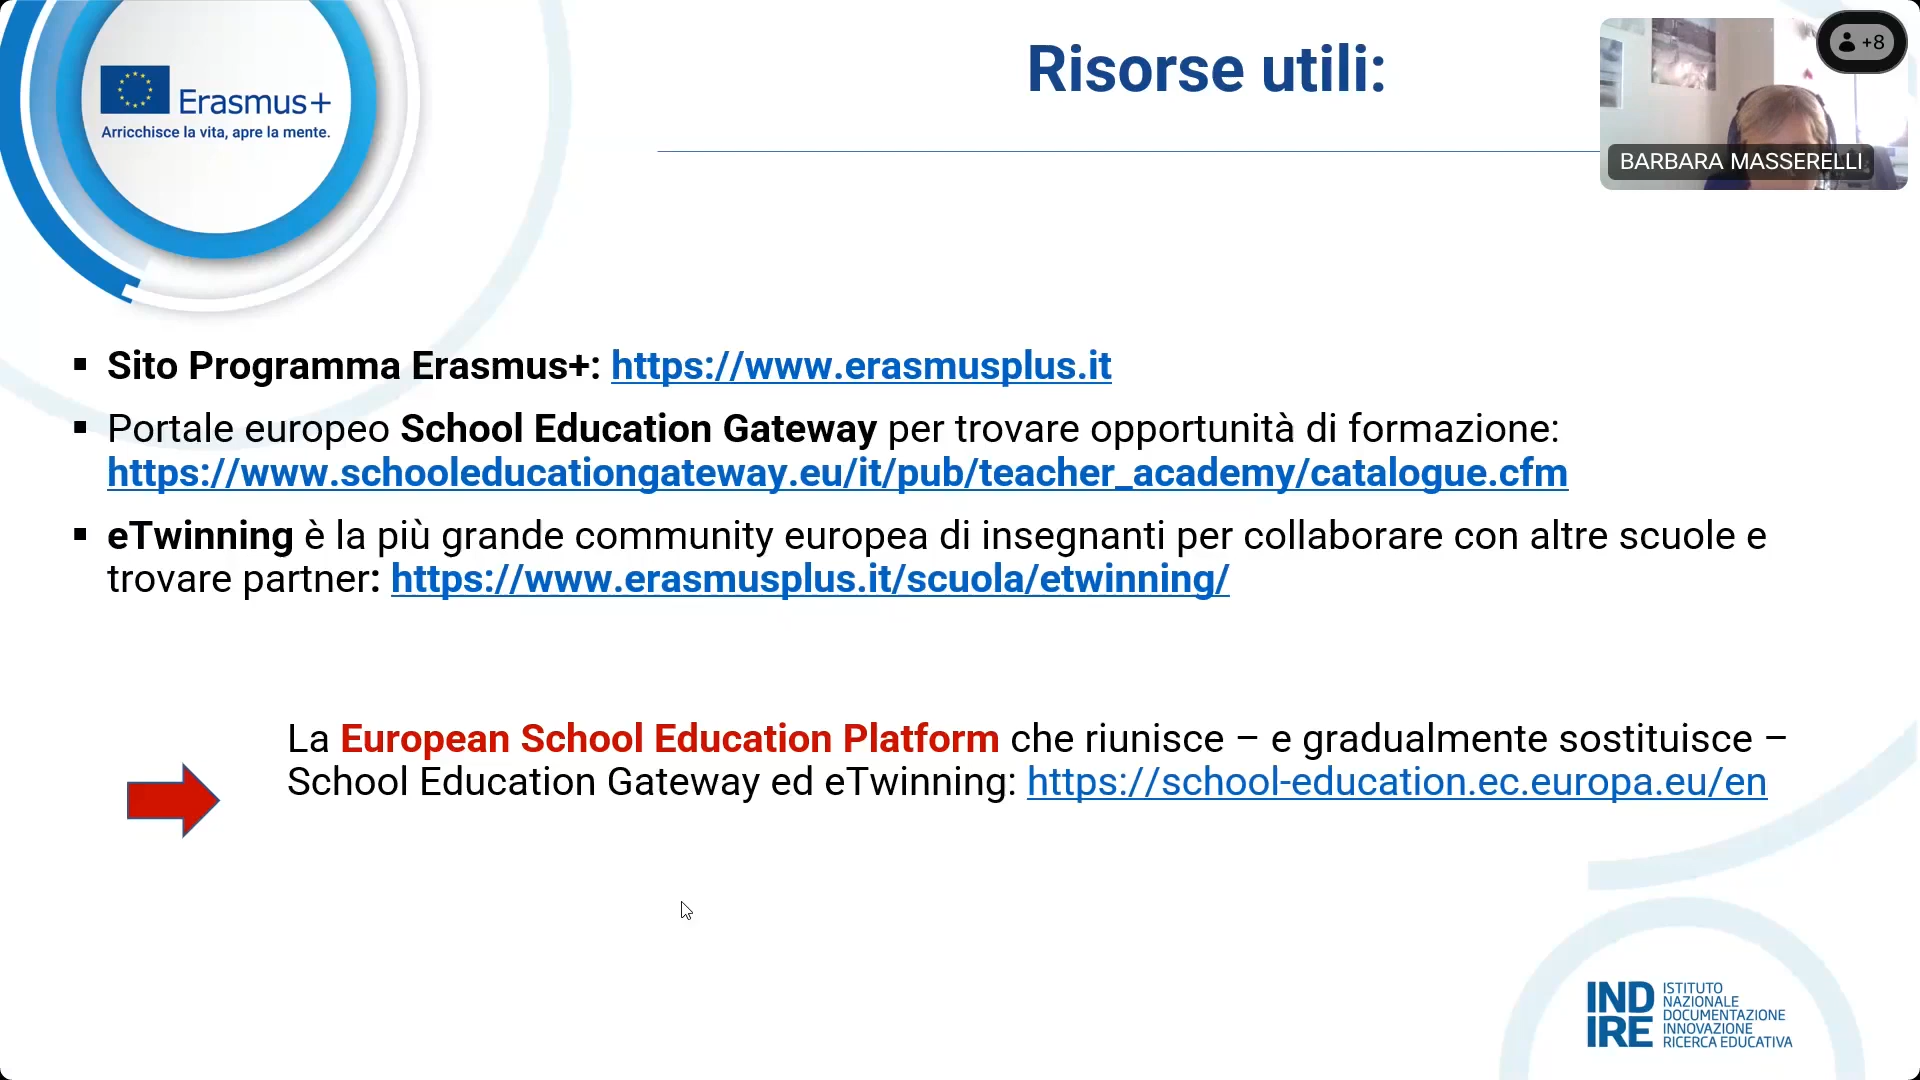 Erasmus+
Arricchisce la vita, apre la mente.
Risorse utili:
+8
BARBARA MASSERELLI
▪ Sito Programma Erasmus+: https://www.erasmusplus.it
▪ Portale europeo School Education Gateway per trovare opportunità di formazione:
https://www.schooleducationgateway.eu/it/pub/teacher_academy/catalogue.cfm
▪ eTwinning è la più grande community europea di insegnanti per collaborare con altre scuole e
trovare partner: https://www.erasmusplus.it/scuola/etwinning/
La European School Education Platform che riunisce – e gradualmente sostituisce –
School Education Gateway ed eTwinning: https://school-education.ec.europa.eu/en
IND
IRE
ISTITUTO
NAZIONALE
DOCUMENTAZIONE
INNOVAZIONE
RICERCA EDUCATIVA